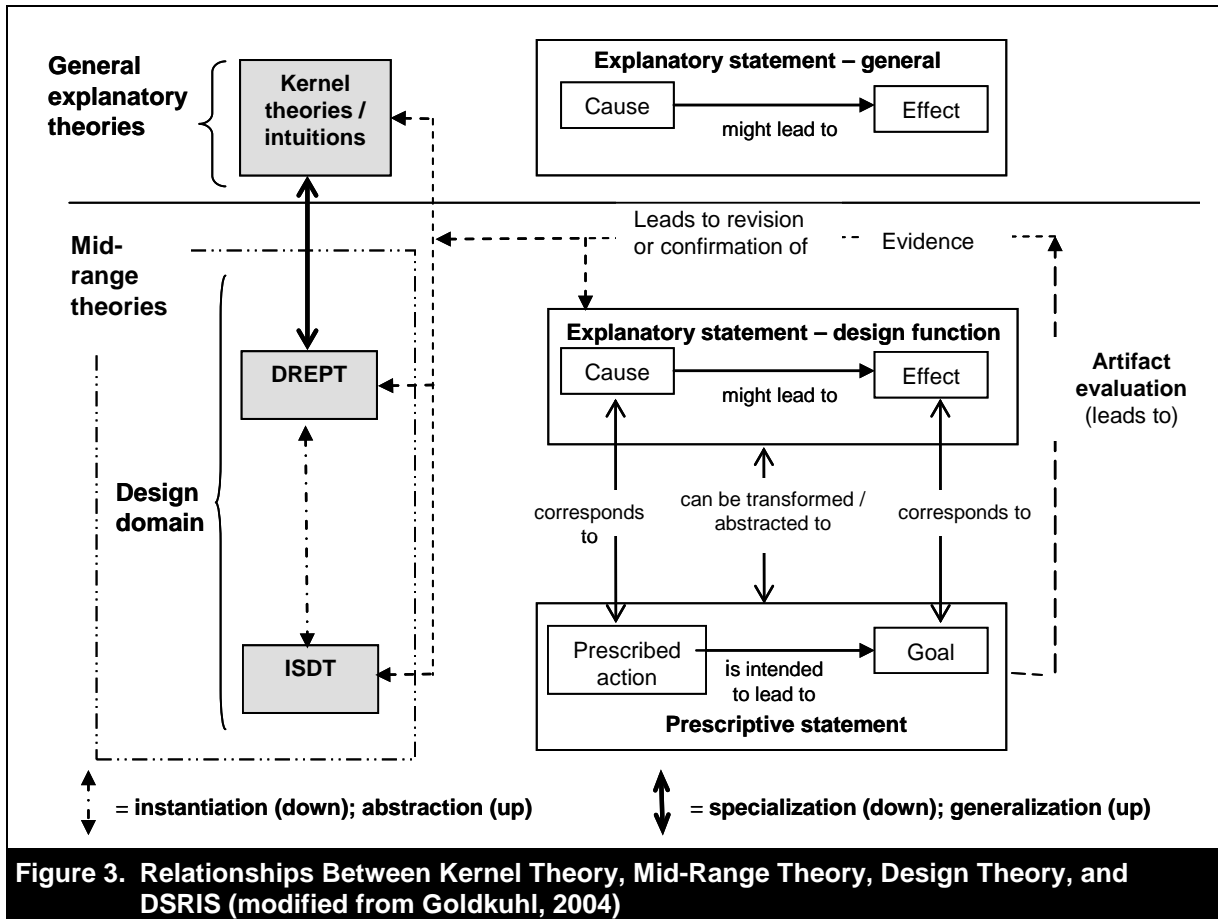 General
explanatory
theories
Kernel
theories /
intuitions
Explanatory statement – general
Cause
might lead to
Effect
Mid-
range
theories
Leads to revision
or confirmation of
Evidence
Design
domain
DREPT
ISDT
Explanatory statement – design function
Cause
might lead to
Effect
Artifact
evaluation
(leads to)
corresponds
to
can be transformed /
abstracted to
corresponds to
Prescribed
action
is intended
to lead to
Goal
Prescriptive statement
= instantiation (down); abstraction (up)
= specialization (down); generalization (up)
Figure 3. Relationships Between Kernel Theory, Mid-Range Theory, Design Theory, and
DSRIS (modified from Goldkuhl, 2004)